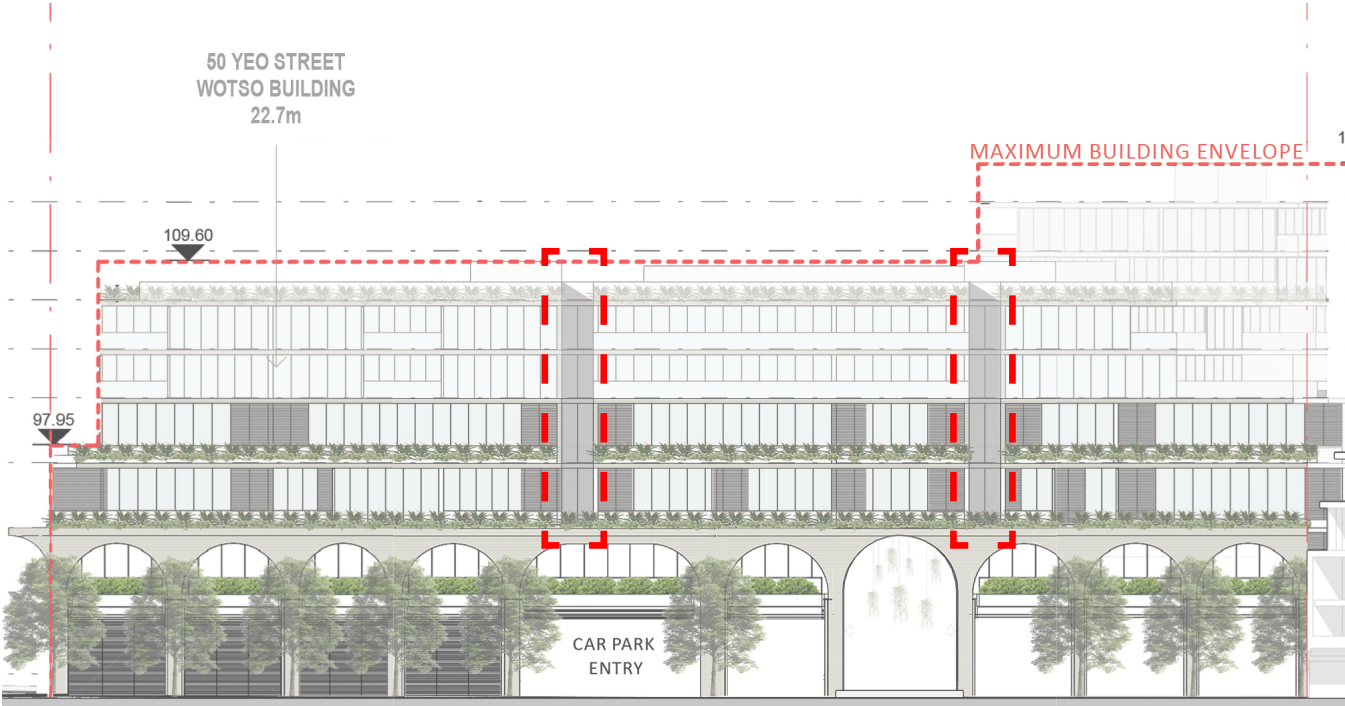 50 YEO STREET
WOTSO BUILDING
22.7m
MAXIMUM BUILDING ENVELOPE
109.60
97.95
CAR PARK
ENTRY